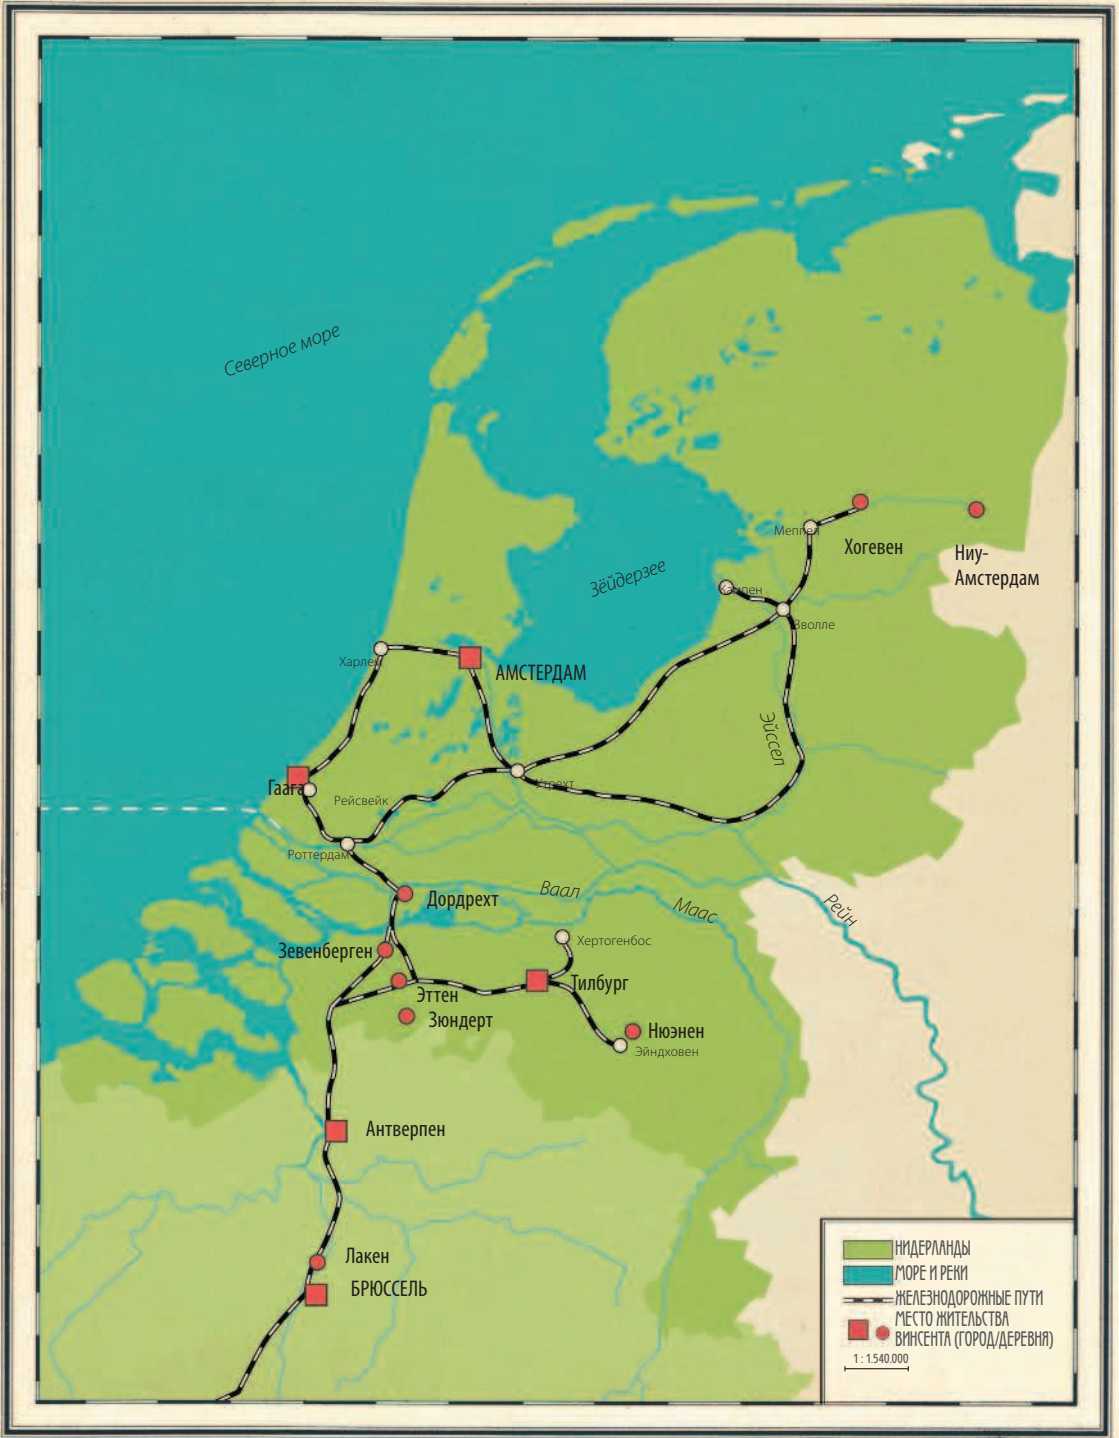 Северное море
Меппел
Хогевен
Ниу-
Амстердам
Зёйдерзее
Кампен
Зволле
Харлем
АМСТЕРДАМ
Эйссел
Гаага
Утрехт
Рейсвейк
Роттердам
Дордрехт
Ваал
Маас
Рейн
Зевенберген
Хертогенбос
Эттен
Тилбург
Зюндерт
Нюэнен
Эйндховен
Антверпен
Лакен
БРЮССЕЛЬ
НИДЕРЛАНДЫ
МОРЕ И РЕКИ
ЖЕЛЕЗНОДОРОЖНЫЕ ПУТИ
МЕСТО ЖИТЕЛЬСТВА
ВИНСЕНТА (ГОРОД/ДЕРЕВНЯ)
1 : 1.540.000